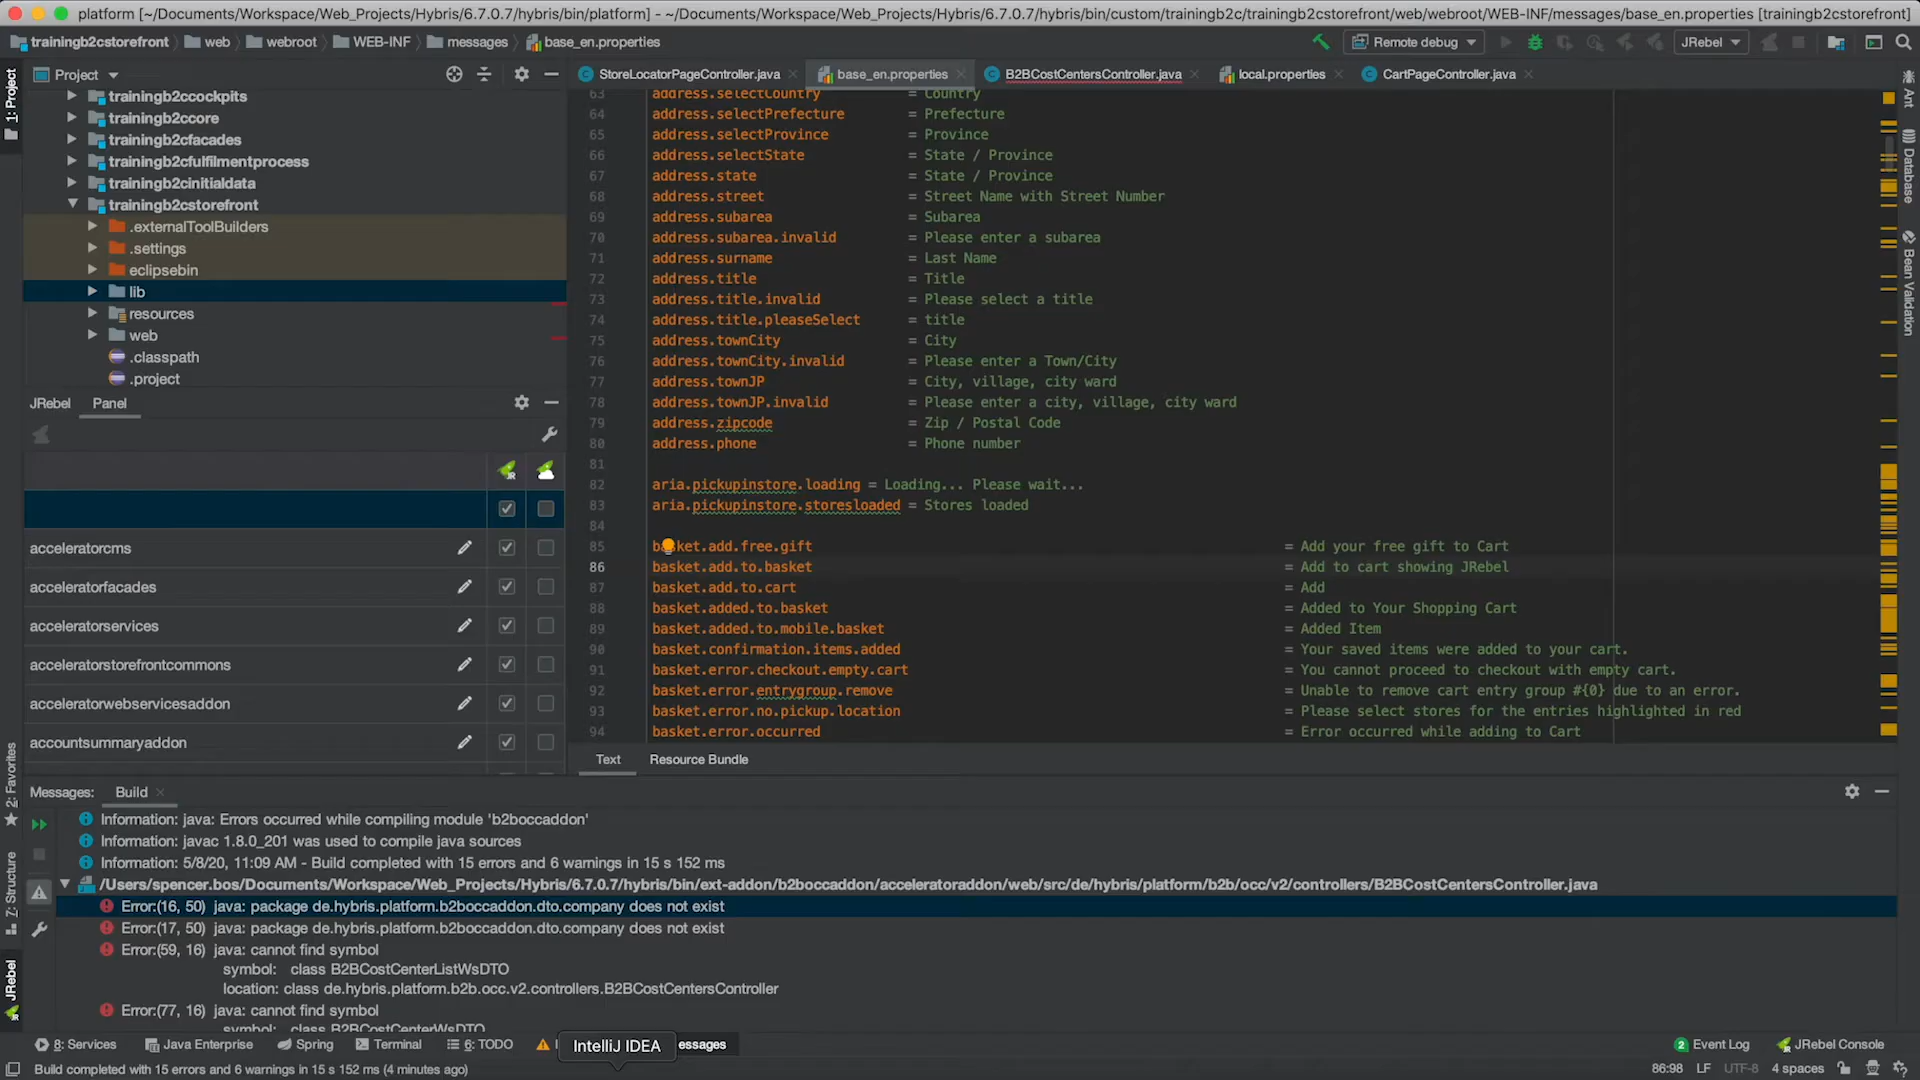 platform [~/Documents/Workspace/Web_Projects/Hybris/6.7.0.7/hybris/bin/platform] - ~/Documents/Workspace/Web_Projects/Hybris/6.7.0.7/hybris/bin/custom/trainingb2c/trainingb2cstorefront/web/webroot/WEB-INF/messages/base_en.properties [trainingb2cstorefront]
trainingb2cstorefront web webroot WEB-INF messages base_en.properties
Remote debug JRebel
1: Project
Project
StoreLocatorPageController.java base_en.properties B2BCostCentersController.java local.properties CartPageController.java
Ant
Database
Bean Validation
trainingb2ccockpits
trainingb2ccore
trainingb2cfacades
trainingb2cfulfilmentprocess
trainingb2cinitialdata
trainingb2cstorefront
.externalToolBuilders
.settings
eclipsebin
lib
resources
web
.classpath
.project
JRebel Panel
acceleratorcms
acceleratorfacades
acceleratorservices
acceleratorstorefrontcommons
acceleratorwebservicesaddon
accountsummaryaddon
63 address.selectCountry = Country
64 address.selectPrefecture = Prefecture
65 address.selectProvince = Province
66 address.selectState = State / Province
67 address.state = State / Province
68 address.street = Street Name with Street Number
69 address.subarea = Subarea
70 address.subarea.invalid = Please enter a subarea
71 address.surname = Last Name
72 address.title = Title
73 address.title.invalid = Please select a title
74 address.title.pleaseSelect = title
75 address.townCity = City
76 address.townCity.invalid = Please enter a Town/City
77 address.townJP = City, village, city ward
78 address.townJP.invalid = Please enter a city, village, city ward
79 address.zipcode = Zip / Postal Code
80 address.phone = Phone number
81
82 aria.pickupinstore.loading = Loading... Please wait...
83 aria.pickupinstore.storesloaded = Stores loaded
84
85 basket.add.free.gift = Add your free gift to Cart
86 basket.add.to.basket = Add to cart showing JRebel
87 basket.add.to.cart = Add
88 basket.added.to.basket = Added to Your Shopping Cart
89 basket.added.to.mobile.basket = Added Item
90 basket.confirmation.items.added = Your saved items were added to your cart.
91 basket.error.checkout.empty.cart = You cannot proceed to checkout with empty cart.
92 basket.error.entrygroup.remove = Unable to remove cart entry group #{0} due to an error.
93 basket.error.no.pickup.location = Please select stores for the entries highlighted in red
94 basket.error.occurred = Error occurred while adding to Cart
Text Resource Bundle
2: Favorites
7: Structure
JRebel
Messages: Build
Information: java: Errors occurred while compiling module 'b2boccaddon'
Information: javac 1.8.0_201 was used to compile java sources
Information: 5/8/20, 11:09 AM - Build completed with 15 errors and 6 warnings in 15 s 152 ms
/Users/spencer.bos/Documents/Workspace/Web_Projects/Hybris/6.7.0.7/hybris/bin/ext-addon/b2boccaddon/acceleratoraddon/web/src/de/hybris/platform/b2b/occ/v2/controllers/B2BCostCentersController.java
Error:(16, 50) java: package de.hybris.platform.b2boccaddon.dto.company does not exist
Error:(17, 50) java: package de.hybris.platform.b2boccaddon.dto.company does not exist
Error:(59, 16) java: cannot find symbol
symbol: class B2BCostCenterListWsDTO
location: class de.hybris.platform.b2b.occ.v2.controllers.B2BCostCentersController
Error:(77, 16) java: cannot find symbol
symbol: class B2BCostCenterWsDTO
8: Services Java Enterprise Spring Terminal 6: TODO IntelliJ IDEA essages 2 Event Log JRebel Console
Build completed with 15 errors and 6 warnings in 15 s 152 ms (4 minutes ago) 86:98 LF UTF-8 4 spaces